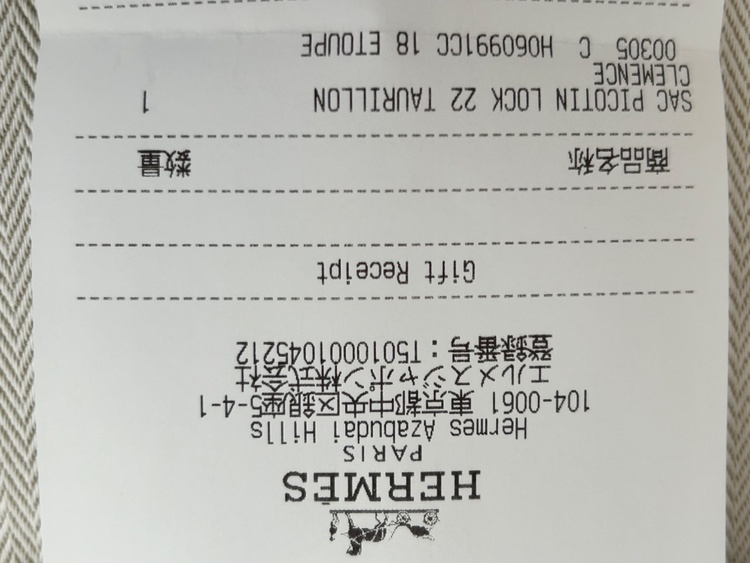 HERMÈS
PARIS
Hermes Azabudai Hills
104-0061 東京都中央区銀座5-4-1
エルメスジャポン株式会社
登録番号：T5010001045212
Gift Receipt
商品名称 数量
SAC PICOTIN LOCK 22 TAURILLON 1
CLEMENCE
00305 C H060991CC 18 ETOUPE